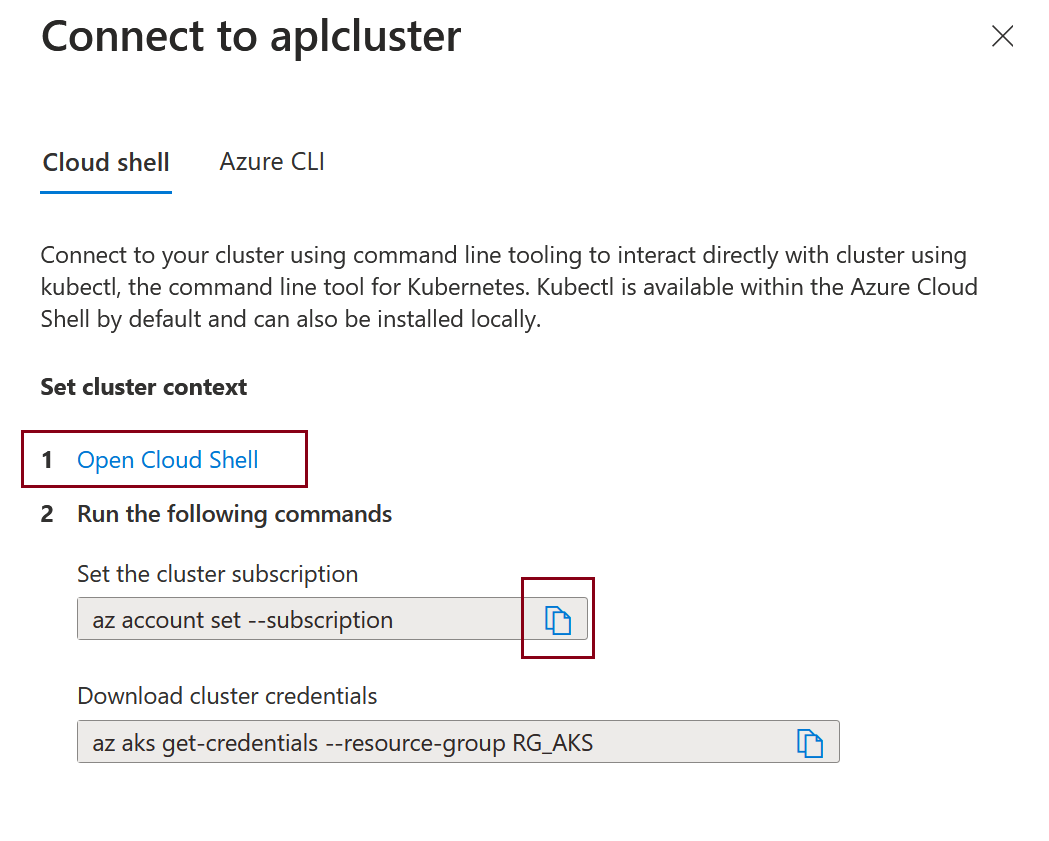 Connect to aplcluster
Cloud shell
Azure CLI
Connect to your cluster using command line tooling to interact directly with cluster using
kubectl, the command line tool for Kubernetes. Kubectl is available within the Azure Cloud
Shell by default and can also be installed locally.
Set cluster context
1 Open Cloud Shell
2 Run the following commands
Set the cluster subscription
az account set --subscription
Download cluster credentials
az aks get-credentials --resource-group RG_AKS